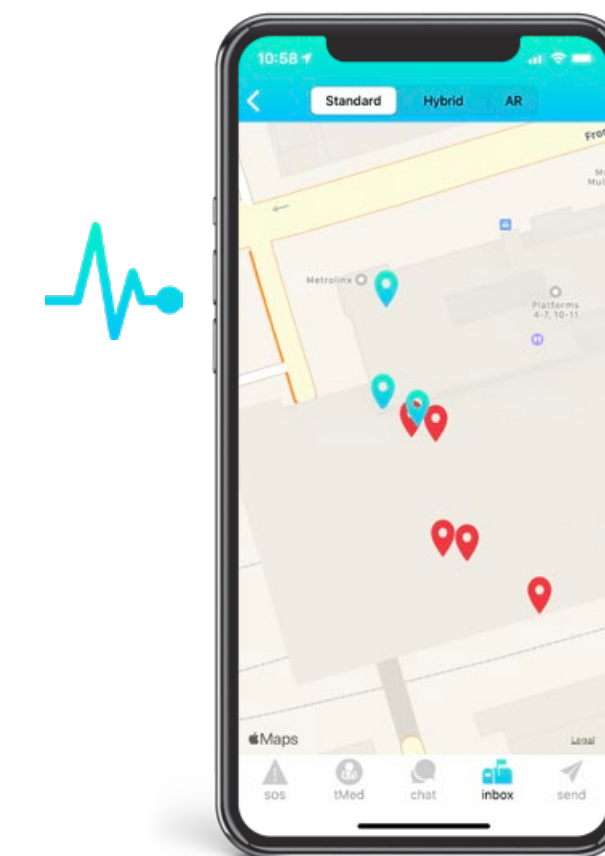 10:58
Standard Hybrid AR
Metrolinx
Platforms
4-7, 10-11
Maps
Legal
sos tMed chat inbox send